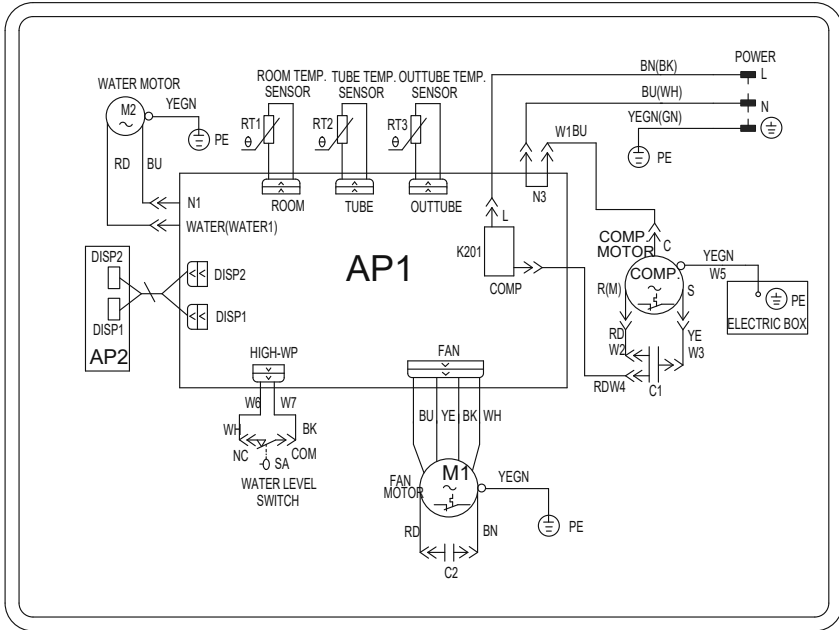 POWER
BN(BK)
L
BU(WH)
N
YEGN(GN)
PE
ROOM TEMP.
SENSOR
TUBE TEMP.
SENSOR
OUTTUBE TEMP.
SENSOR
WATER MOTOR
M2
~
YEGN
PE
RT1
θ
RT2
θ
RT3
θ
W1BU
RD
BU
N1
WATER(WATER1)
ROOM
TUBE
OUTTUBE
L
N3
K201
COMP
AP1
COMP.
MOTOR
C
COMP.
~
YEGN
W5
R(M)
S
PE
ELECTRIC BOX
RD
W2
YE
W3
RDW4
C1
DISP2
DISP1
AP2
DISP2
DISP1
HIGH-WP
W6
W7
WH
BK
NC
COM
SA
WATER LEVEL
SWITCH
FAN
BU
YE
BK
WH
FAN
MOTOR
M1
~
YEGN
PE
RD
BN
C2